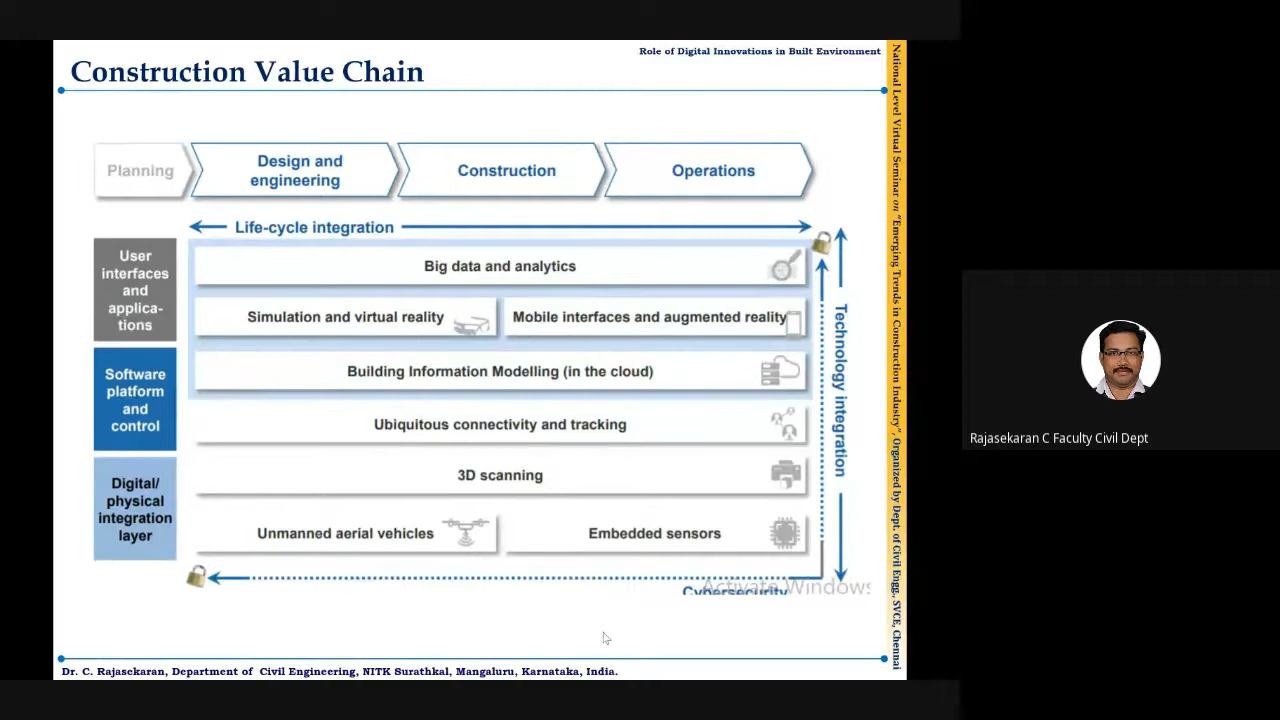 Role of Digital Innovations in Built Environment
Construction Value Chain
Planning
Design and
engineering
Construction
Operations
Life-cycle integration
User
interfaces
and
applica-
tions
Big data and analytics
Simulation and virtual reality
Mobile interfaces and augmented reality
Software
platform
and
control
Building Information Modelling (in the cloud)
Ubiquitous connectivity and tracking
Digital/
physical
integration
layer
3D scanning
Unmanned aerial vehicles
Embedded sensors
Technology integration
Cybersecurity
Activate Windows
National Level Virtual Seminar on "Emerging Trends in Construction Industry", Organized by Dept. of Civil Engg., SVCE, Chennai
Dr. C. Rajasekaran, Department of Civil Engineering, NITK Surathkal, Mangaluru, Karnataka, India.
Rajasekaran C Faculty Civil Dept